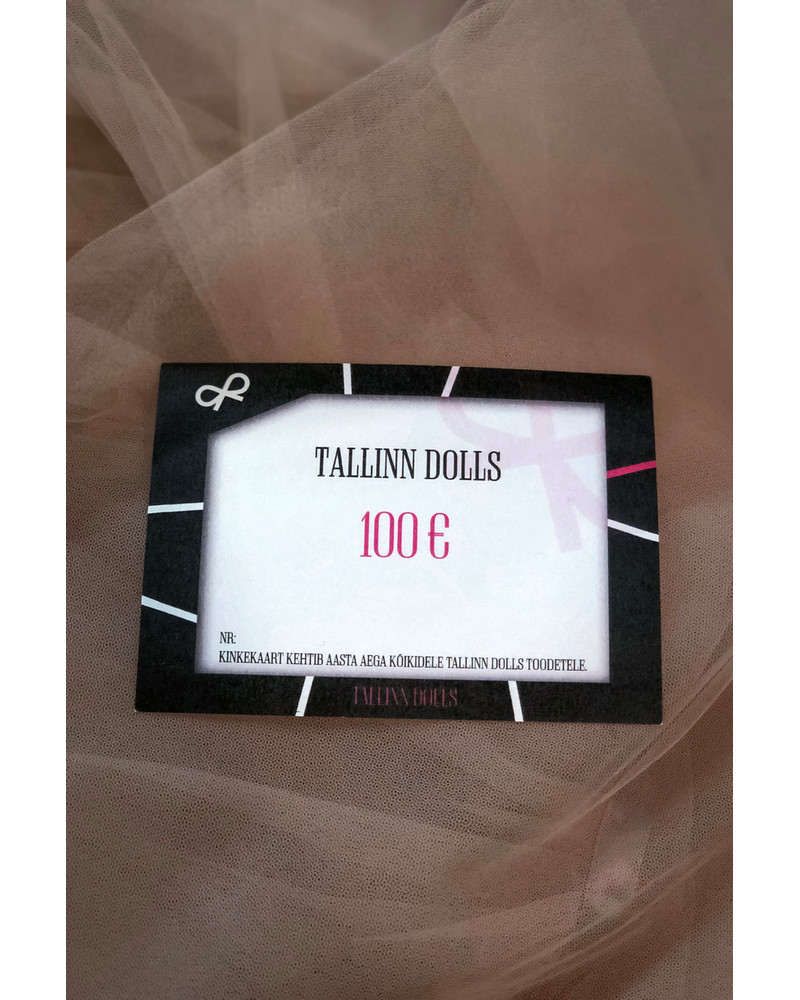 TALLINN DOLLS
100 €
NR:
KINKEKAART KEHTIB AASTA AEGA KÕIKIDELE TALLINN DOLLS TOODETELE.
TALLINN DOLLS